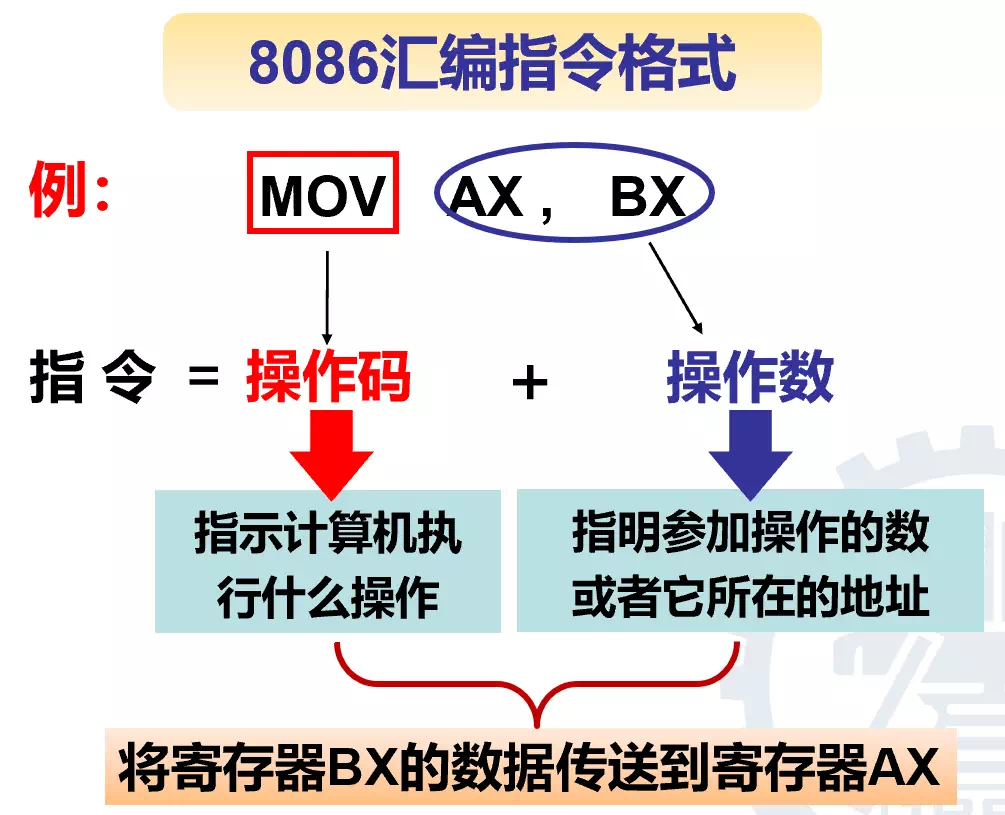 8086汇编指令格式
例： MOV AX ， BX
指 令 = 操作码 + 操作数
指示计算机执
行什么操作
指明参加操作的数
或者它所在的地址
将寄存器BX的数据传送到寄存器AX